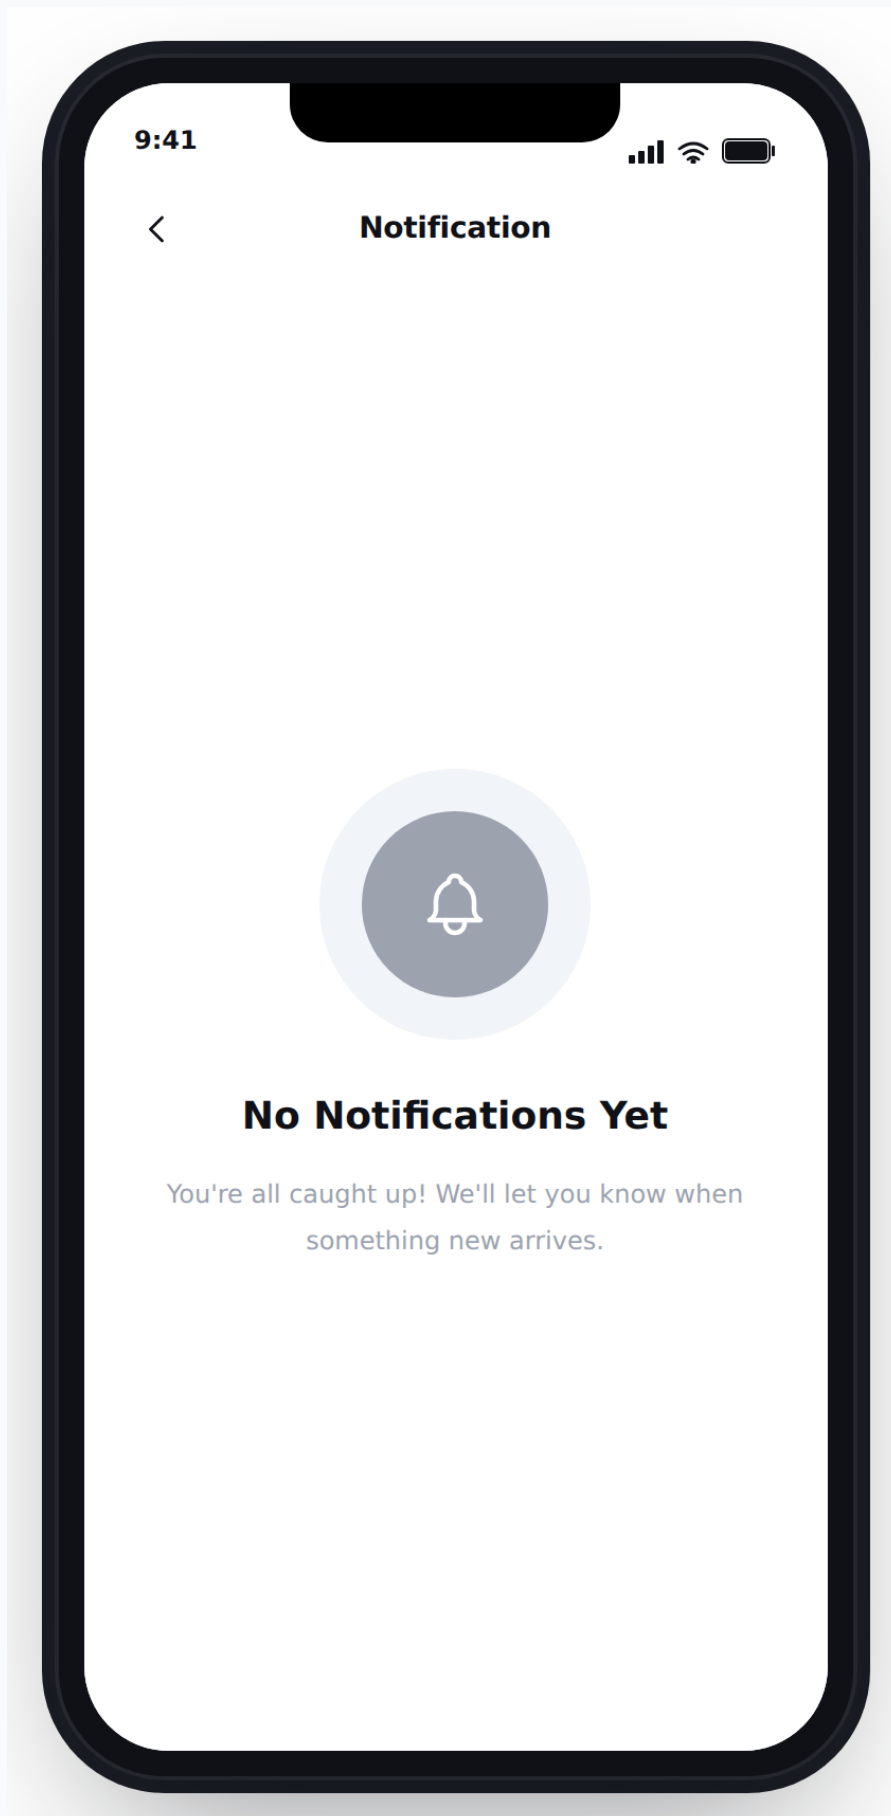 9:41
Notification
No Notifications Yet
You're all caught up! We'll let you know when
something new arrives.